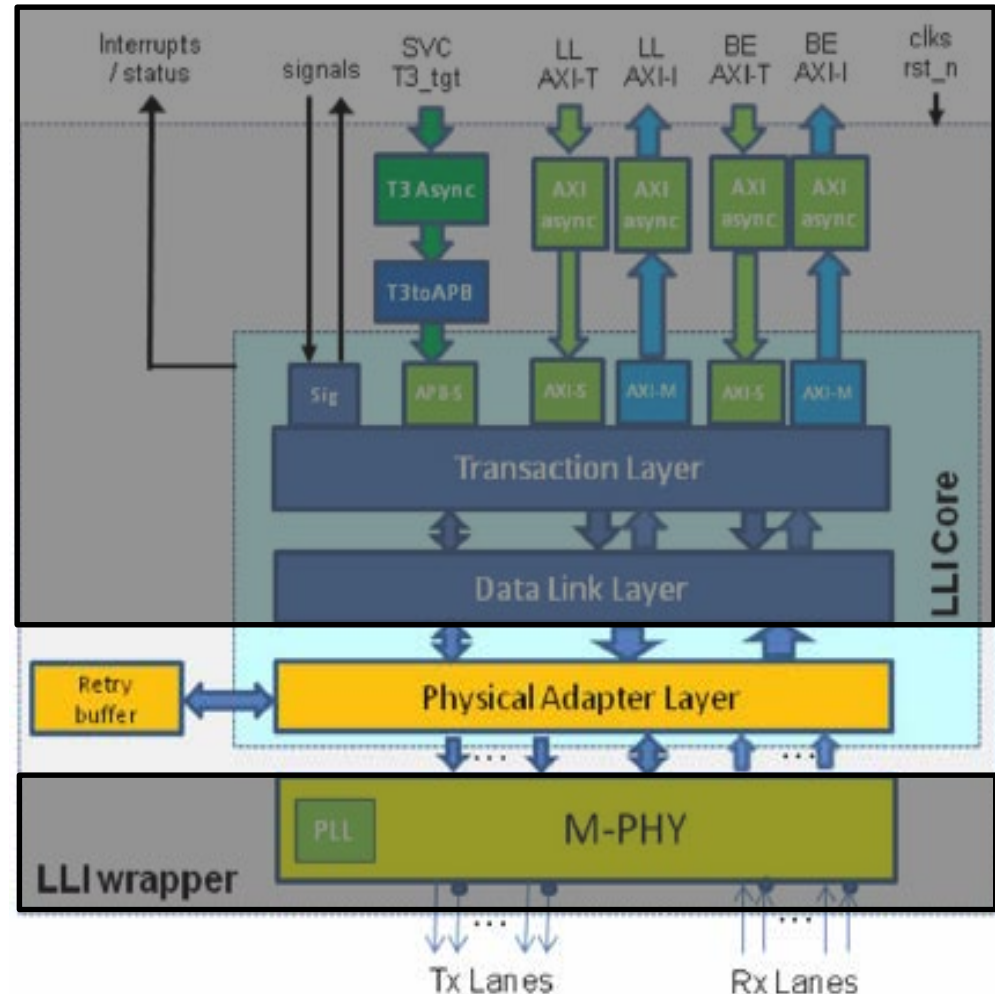 Interrupts
/ status
signals
SVC
T3_tgt
LL
AXI-T
LL
AXI-I
BE
AXI-T
BE
AXI-I
clks
rst_n
T3 Async
AXI
async
AXI
async
AXI
async
AXI
async
T3toAPB
Sig
APB-S
AXI-S
AXI-M
AXI-S
AXI-M
Transaction Layer
Data Link Layer
LLI Core
Retry
buffer
Physical Adapter Layer
...
...
PLL
M-PHY
LLI wrapper
...
...
Tx Lanes
Rx Lanes